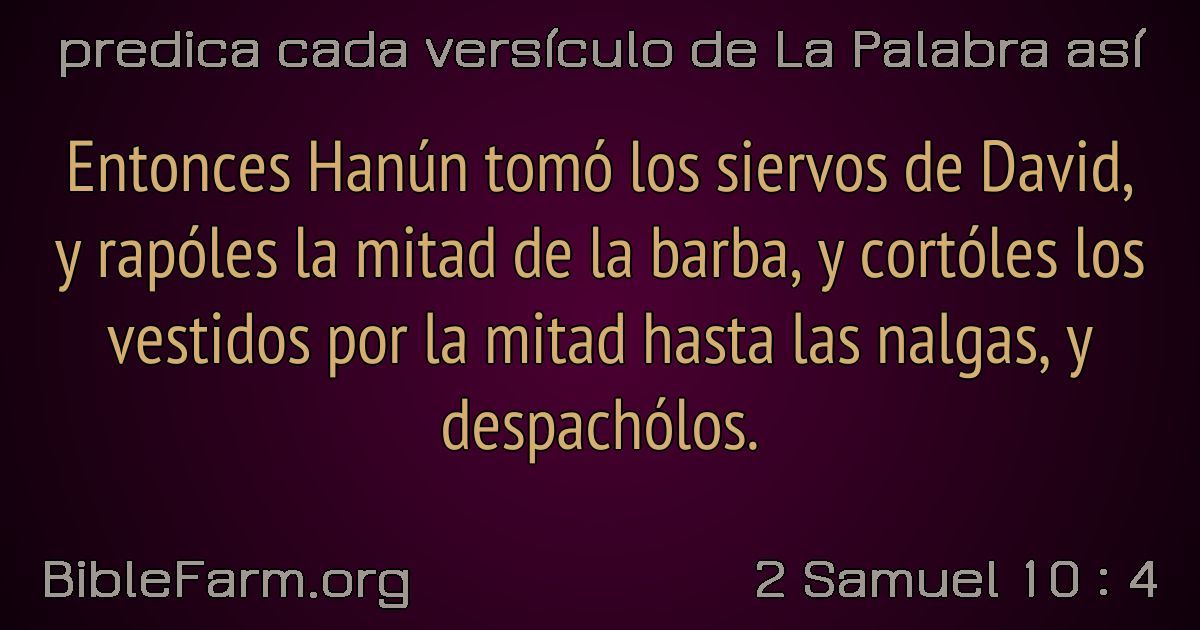 predica cada versículo de La Palabra así
Entonces Hanún tomó los siervos de David,
y rapóles la mitad de la barba, y cortóles los
vestidos por la mitad hasta las nalgas, y
despachólos.
BibleFarm.org
2 Samuel 10 : 4